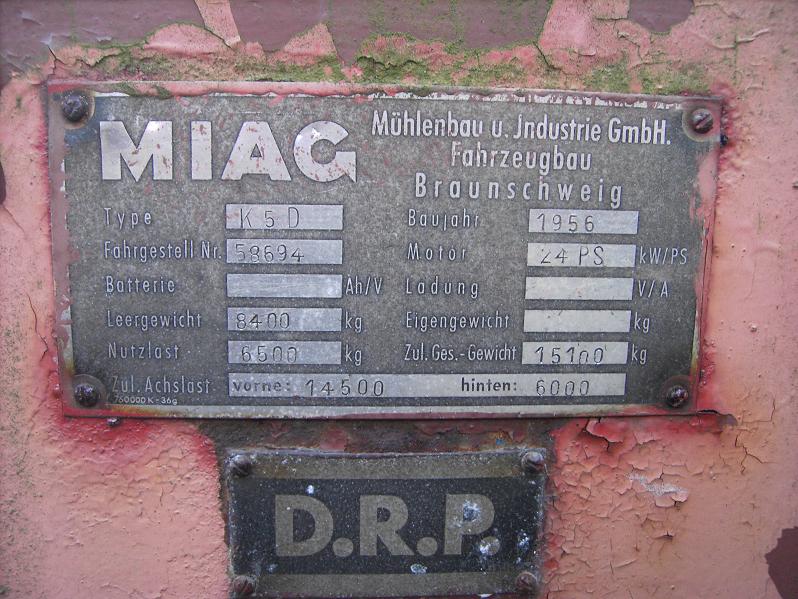 MIAG
Mühlenbau u. Jndustrie GmbH.
Fahrzeugbau
Braunschweig
Type K 5 D Baujahr 1956
Fahrgestell Nr. 58694 Motor 24 PS kW/PS
Batterie Ah/V Ladung V/A
Leergewicht 8400 kg Eigengewicht kg
Nutzlast 6500 kg Zul. Ges.-Gewicht 15100 kg
Zul. Achslast vorne: 14500 hinten: 6000
760000 K - 36g
D.R.P.